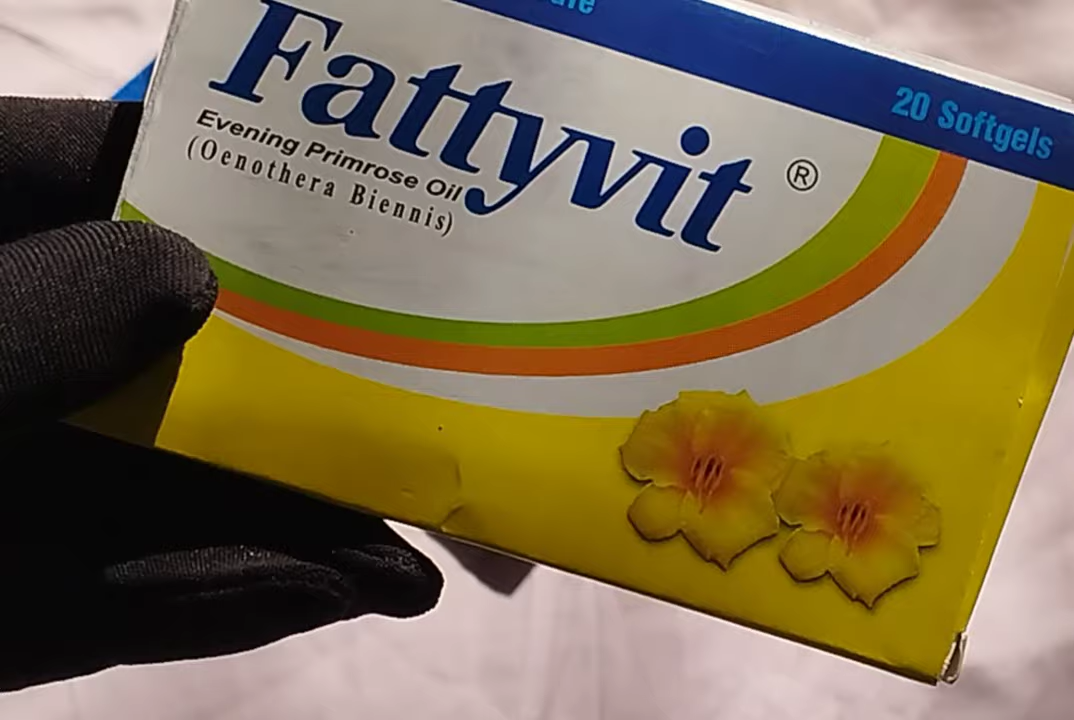 20 Softgels
Fattyvit ®
Evening Primrose Oil
(Oenothera Biennis)